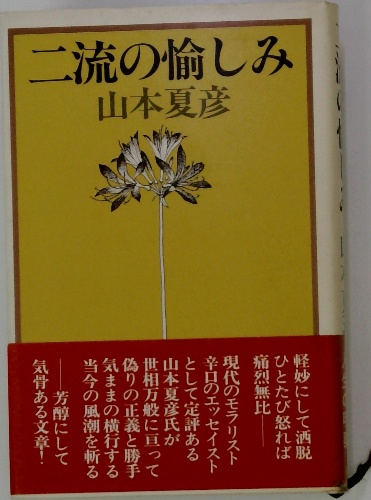 二流の愉しみ
山本夏彦
軽妙にして洒脱
ひとたび怒れば
痛烈無比――
現代のモラリスト
辛口のエッセイスト
として定評ある
山本夏彦氏が
世相万般に亘って
偽りの正義と勝手
気ままの横行する
当今の風潮を斬る
――芳醇にして
気骨ある文章!